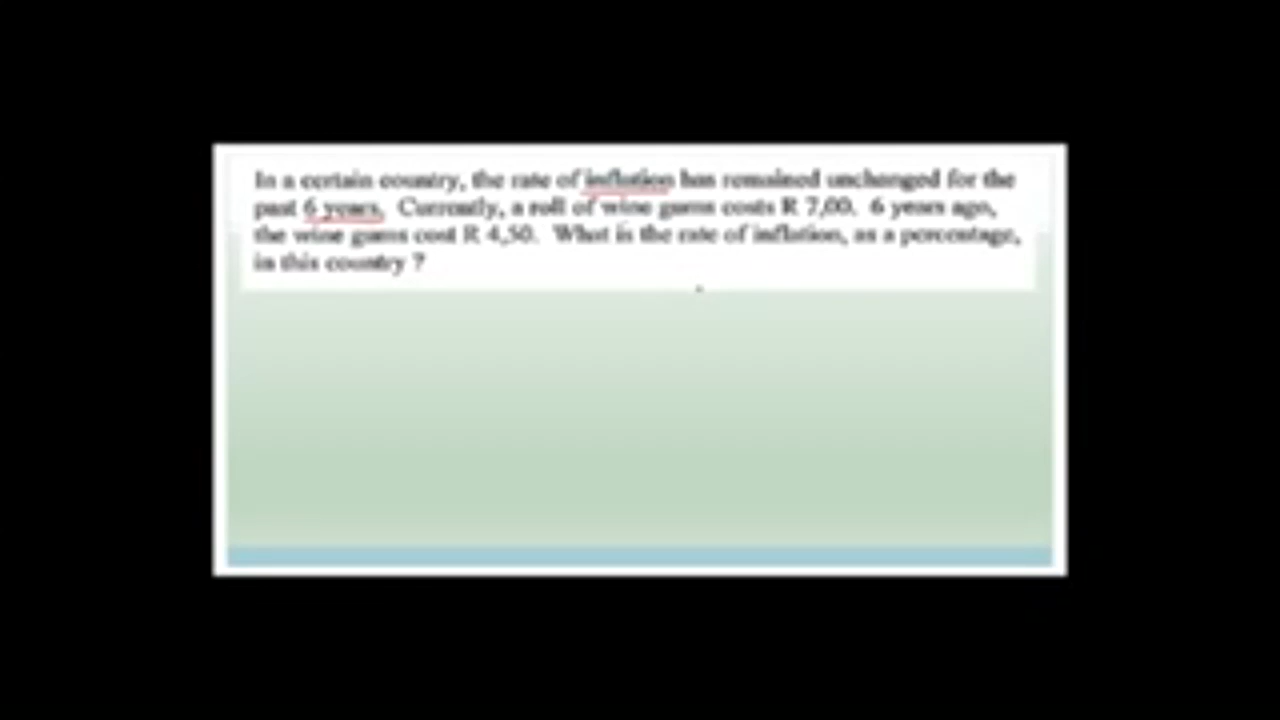 In a certain country, the rate of inflation has remained unchanged for the
past 6 years. Currently, a roll of wine gums costs R 7,00. 6 years ago,
the wine gums cost R 4,50. What is the rate of inflation, as a percentage,
in this country ?